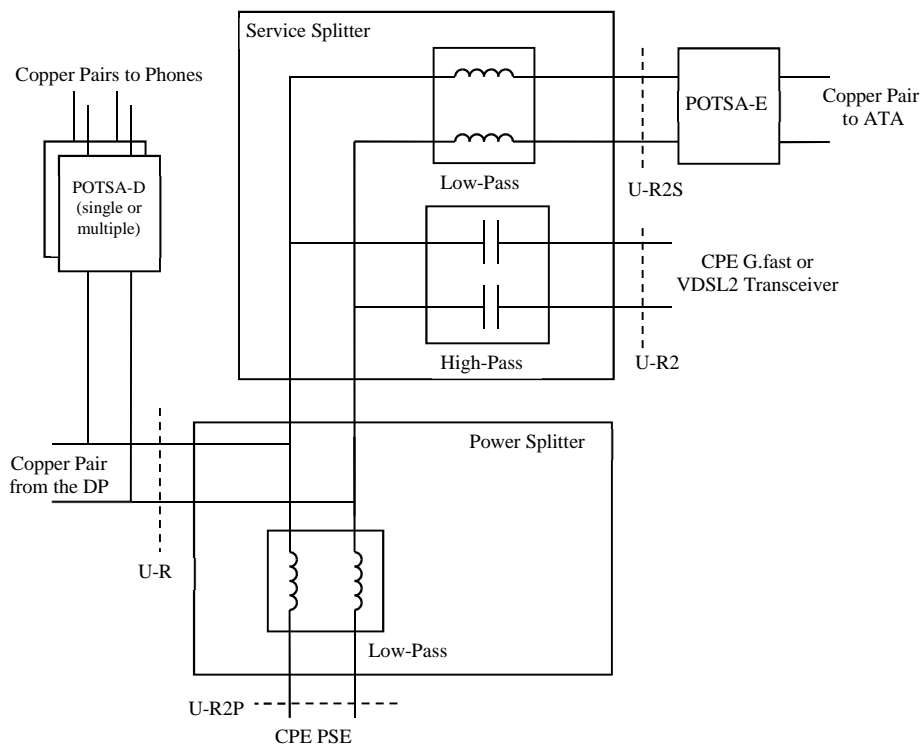 Service Splitter
Copper Pairs to Phones
POTSA-D
(single or
multiple)
Low-Pass
U-R2S
POTSA-E
Copper Pair
to ATA
CPE G.fast or
VDSL2 Transceiver
High-Pass
U-R2
Power Splitter
Copper Pair
from the DP
U-R
Low-Pass
U-R2P
CPE PSE